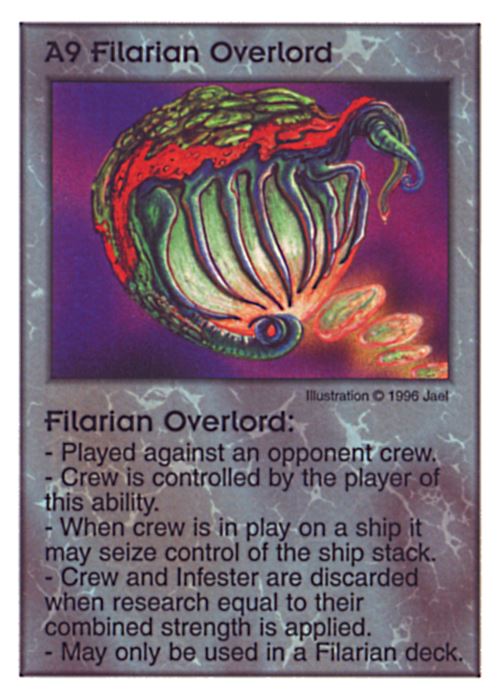 A9 Filarian Overlord
Illustration © 1996 Jael
Filarian Overlord:
- Played against an opponent crew.
- Crew is controlled by the player of
this ability.
- When crew is in play on a ship it
may seize control of the ship stack.
- Crew and Infester are discarded
when research equal to their
combined strength is applied.
- May only be used in a Filarian deck.